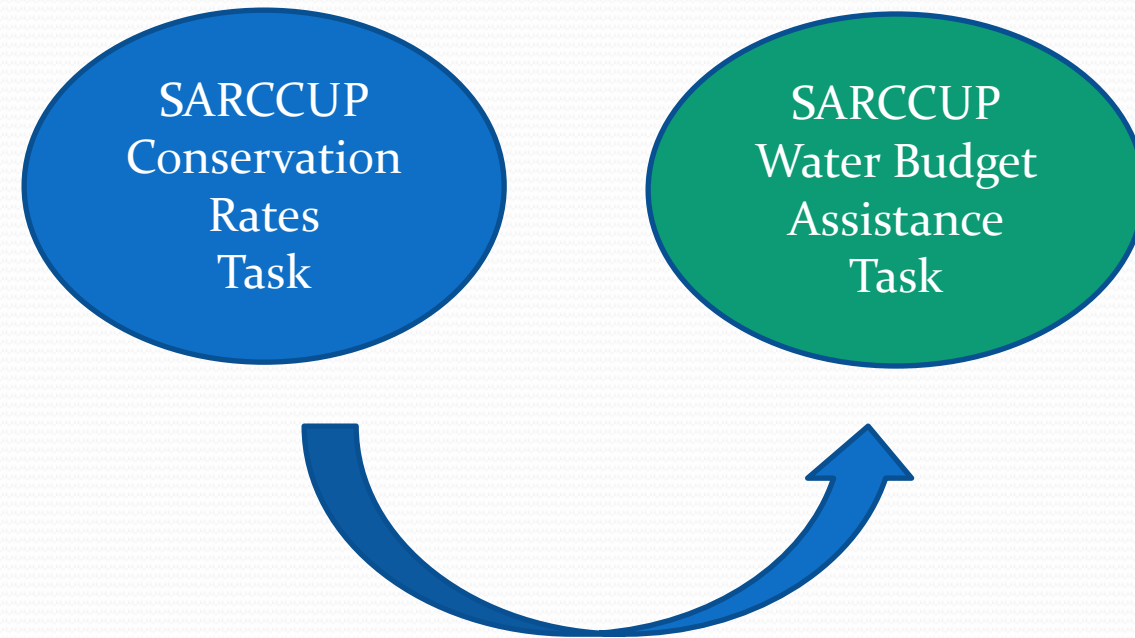 SARCCUP
Conservation
Rates
Task
SARCCUP
Water Budget
Assistance
Task